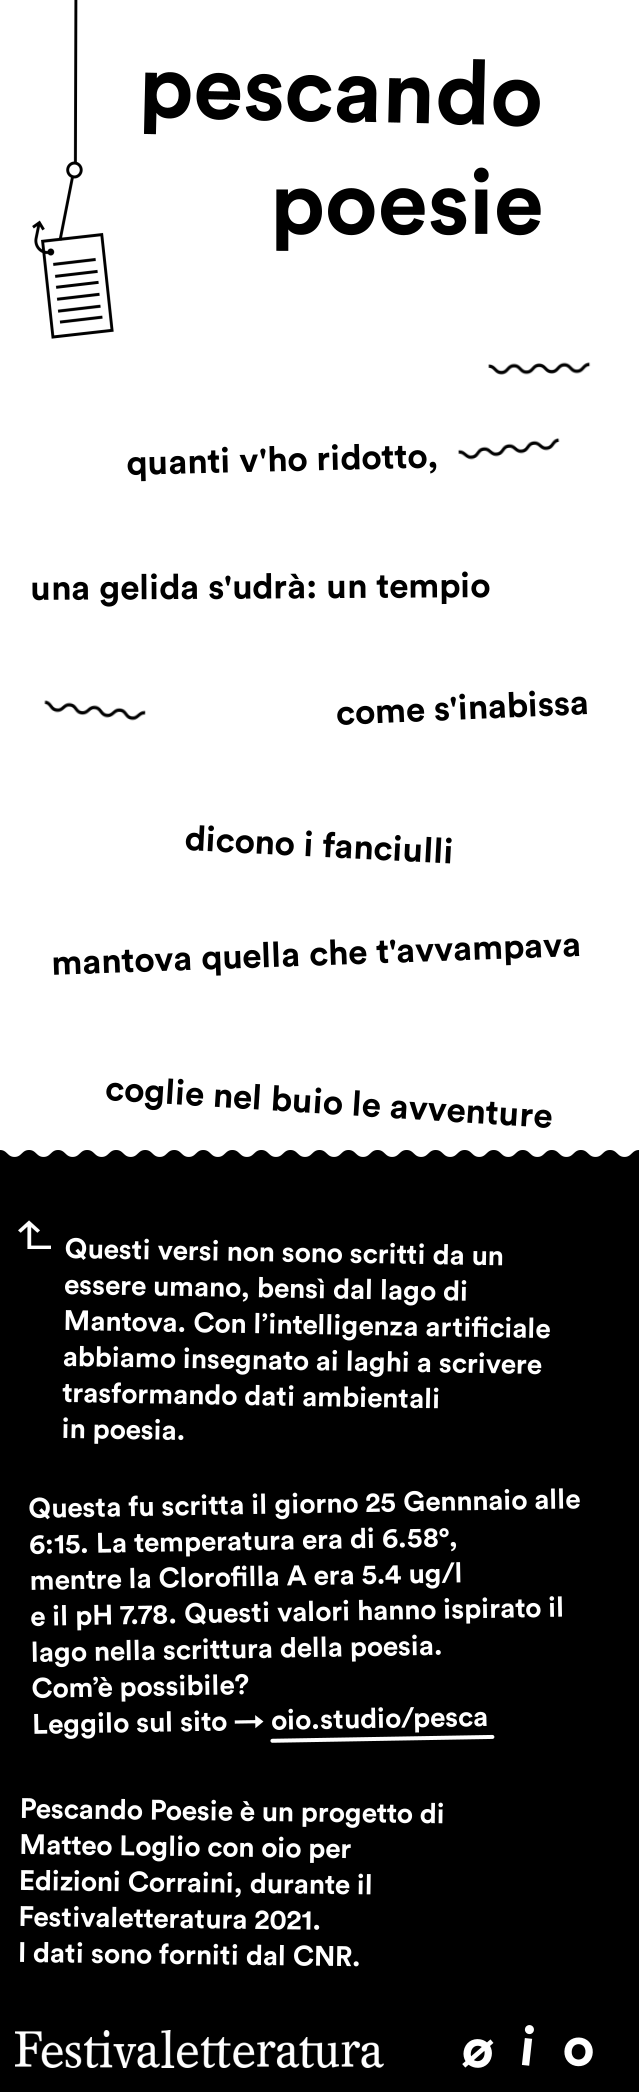 pescando
poesie
quanti v'ho ridotto,
una gelida s'udrà: un tempio
come s'inabissa
dicono i fanciulli
mantova quella che t'avvampava
coglie nel buio le avventure
Questi versi non sono scritti da un
essere umano, bensì dal lago di
Mantova. Con l’intelligenza artificiale
abbiamo insegnato ai laghi a scrivere
trasformando dati ambientali
in poesia.
Questa fu scritta il giorno 25 Gennnaio alle
6:15. La temperatura era di 6.58°,
mentre la Clorofilla A era 5.4 ug/l
e il pH 7.78. Questi valori hanno ispirato il
lago nella scrittura della poesia.
Com’è possibile?
Leggilo sul sito → oio.studio/pesca
Pescando Poesie è un progetto di
Matteo Loglio con oio per
Edizioni Corraini, durante il
Festivaletteratura 2021.
I dati sono forniti dal CNR.
Festivaletteratura ø i o